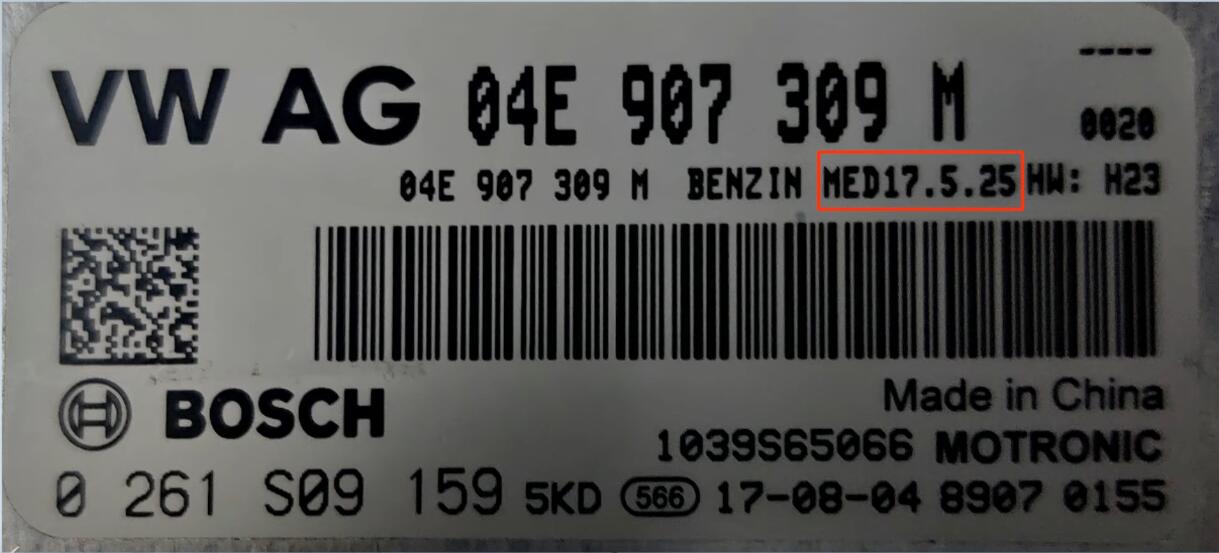 ----
VW AG 04E 907 309 M 0020
04E 907 309 M BENZIN MED17.5.25 HW: H23
BOSCH
Made in China
1039S65066 MOTRONIC
0 261 S09 159 5KD 566 17-08-04 8907 0155